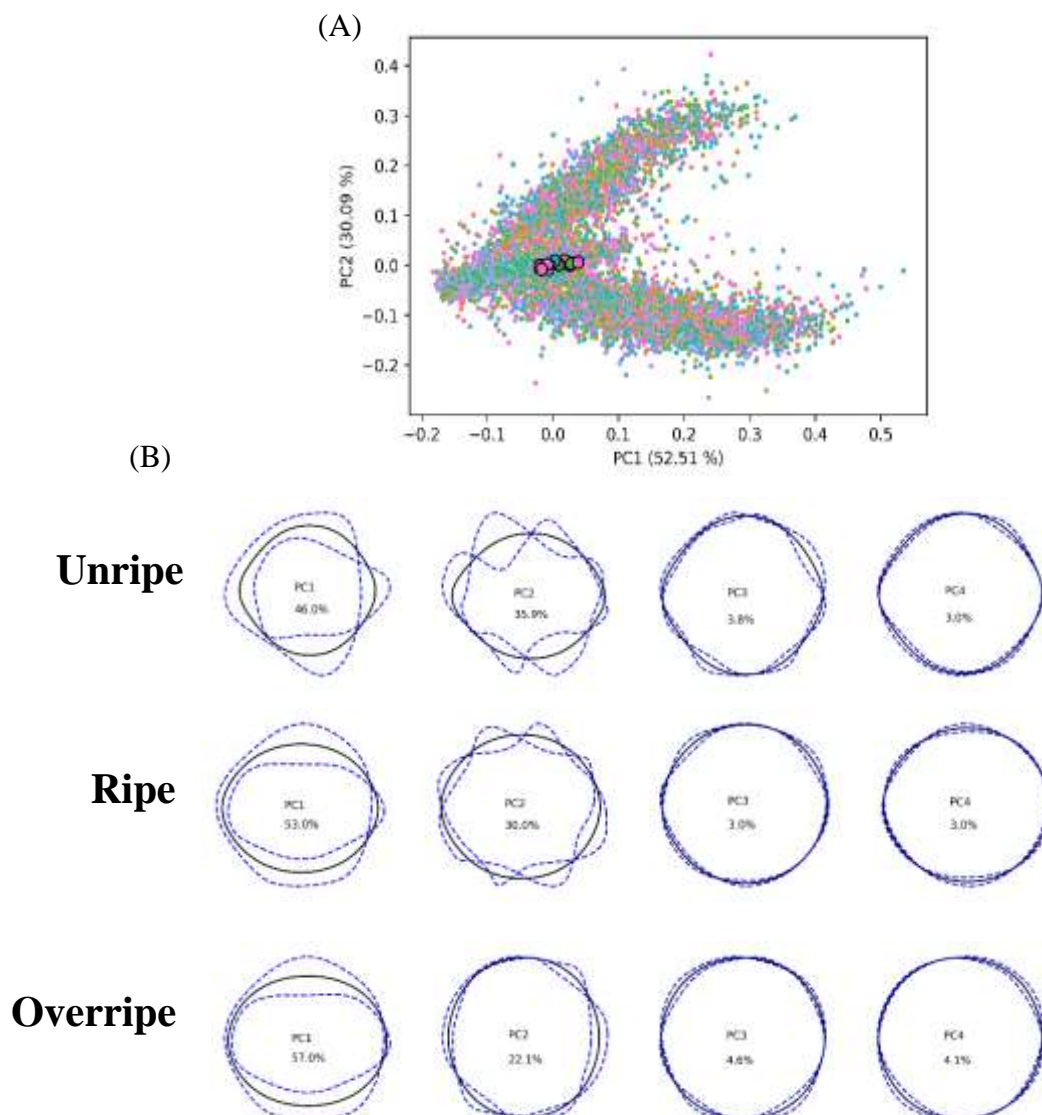 (A)
0.4
0.3
0.2
0.1
0.0
−0.1
−0.2
PC2 (30.09 %)
−0.2 −0.1 0.0 0.1 0.2 0.3 0.4 0.5
PC1 (52.51 %)
(B)
Unripe
PC1
46.0%
PC2
35.9%
PC3
3.8%
PC4
3.0%
Ripe
PC1
53.0%
PC2
30.0%
PC3
3.0%
PC4
3.0%
Overripe
PC1
57.0%
PC2
22.1%
PC3
4.6%
PC4
4.1%